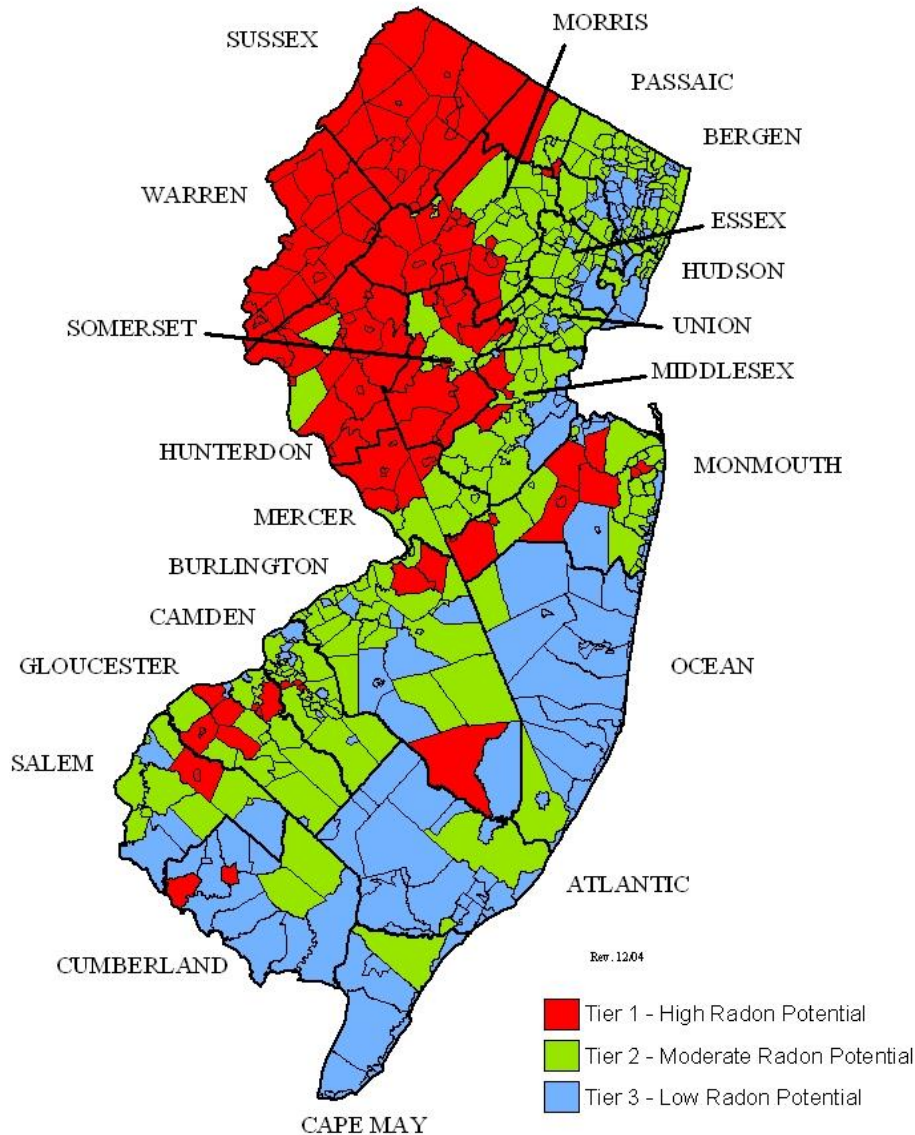 MORRIS
SUSSEX
PASSAIC
BERGEN
WARREN
ESSEX
HUDSON
SOMERSET
UNION
MIDDLESEX
HUNTERDON
MONMOUTH
MERCER
BURLINGTON
CAMDEN
GLOUCESTER
OCEAN
SALEM
ATLANTIC
CUMBERLAND
Rev. 12/04
Tier 1 - High Radon Potential
Tier 2 - Moderate Radon Potential
Tier 3 - Low Radon Potential
CAPE MAY